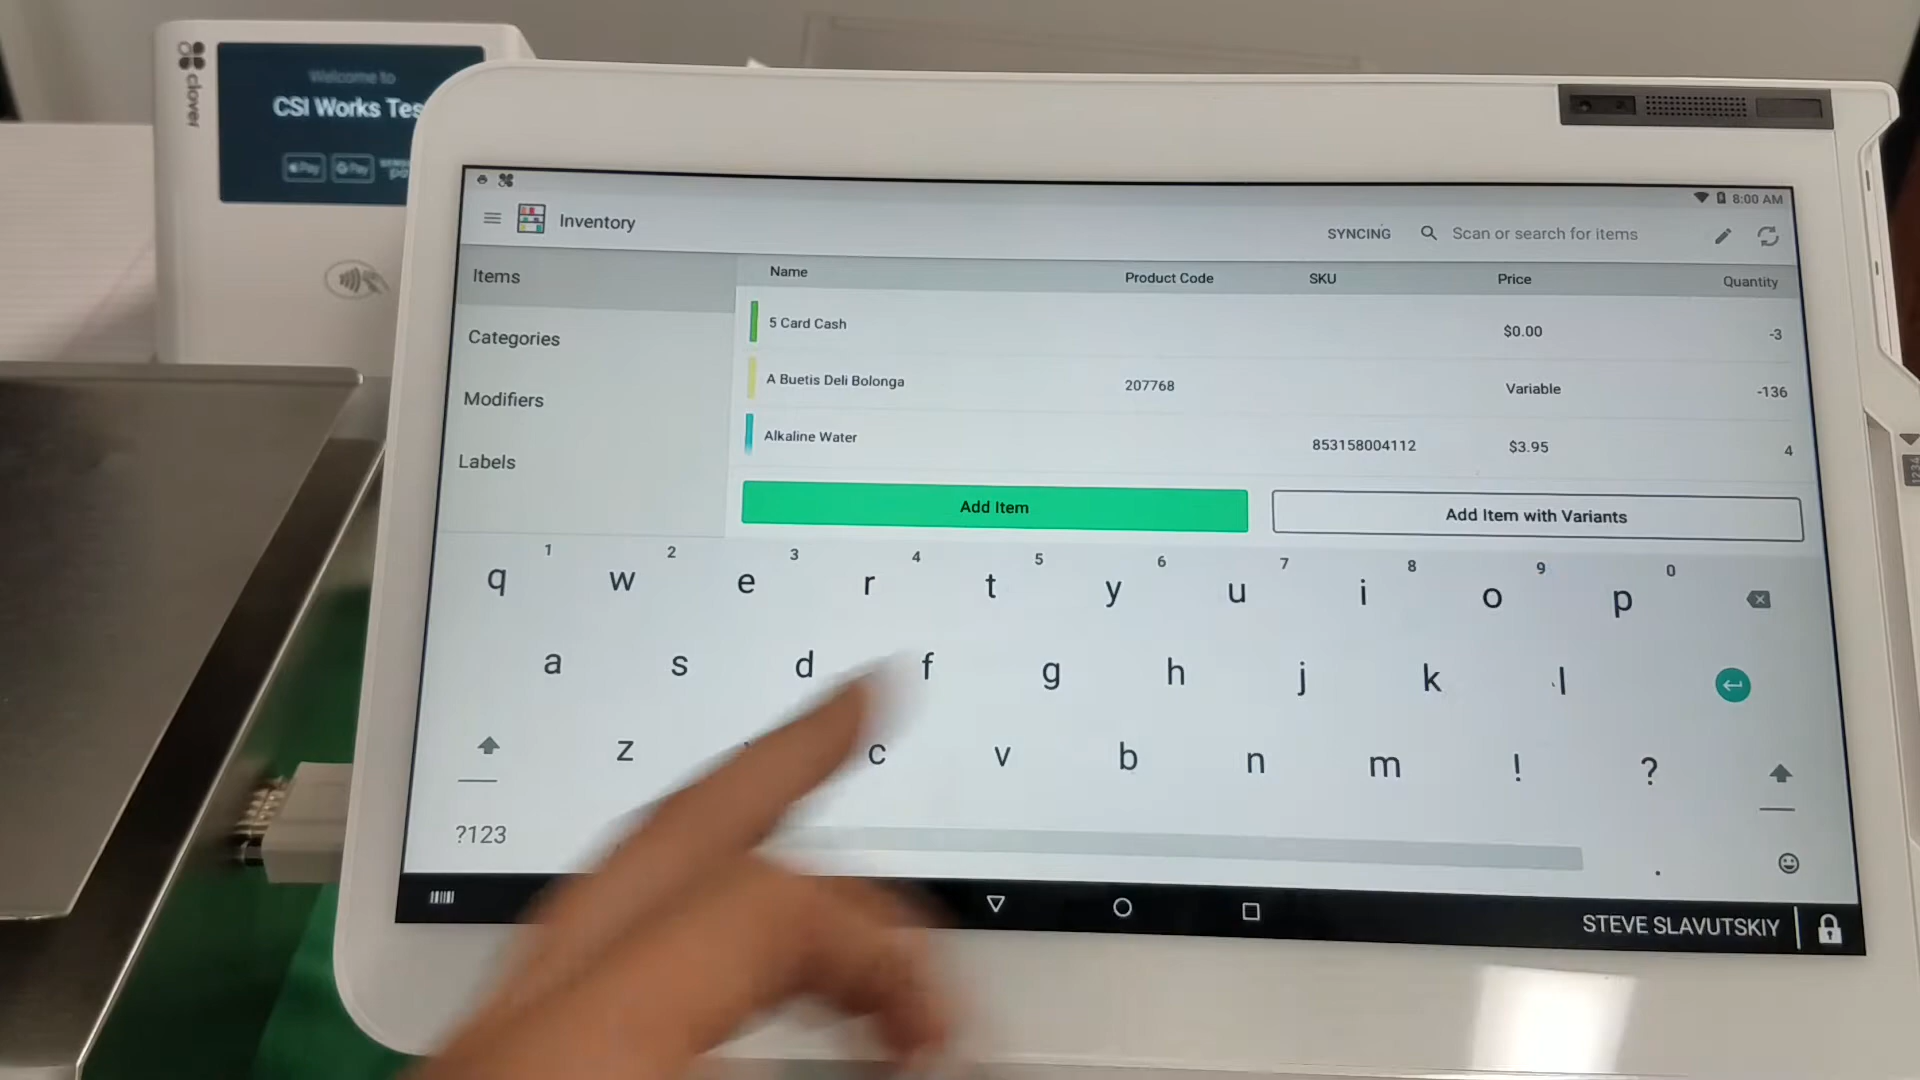 clover
Welcome to
CSI Works Tes
Pay
G Pay
8:00 AM
Inventory
SYNCING
Scan or search for items
Items
Categories
Modifiers
Labels
Name Product Code SKU Price Quantity
5 Card Cash $0.00 -3
A Buetis Deli Bolonga 207768 Variable -136
Alkaline Water 853158004112 $3.95 4
Add Item
Add Item with Variants
1 2 3 4 5 6 7 8 9 0
q w e r t y u i o p
a s d f g h j k l
z c v b n m ! ?
?123 .
STEVE SLAVUTSKIY
1234